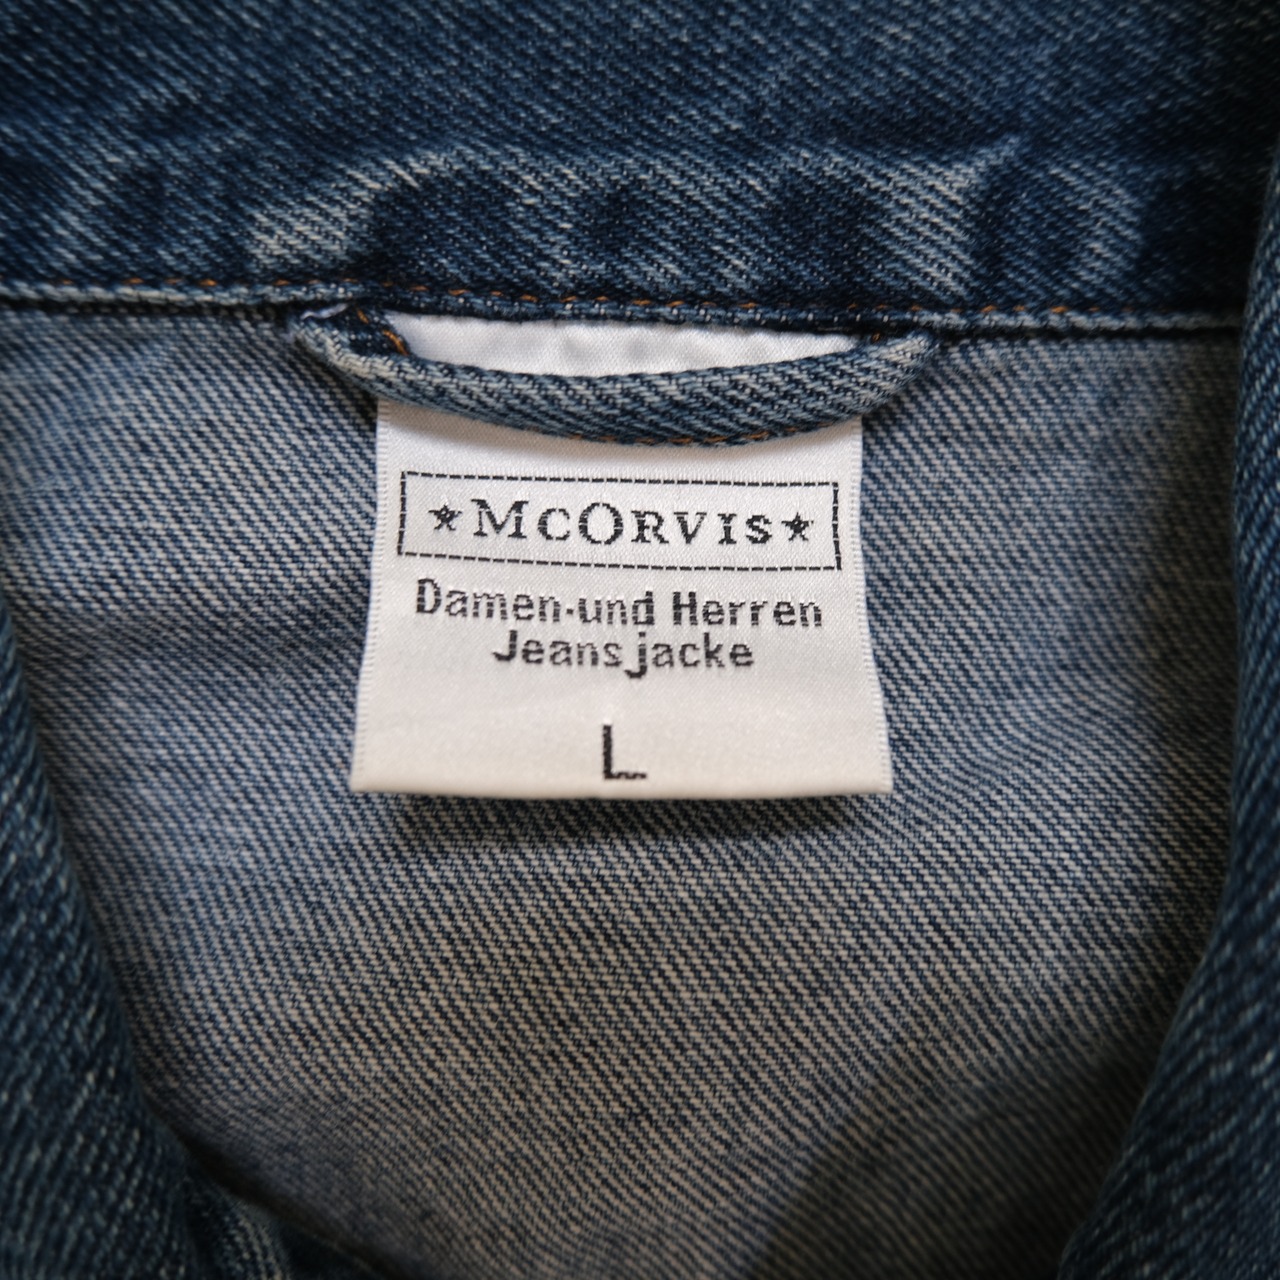 ★McOrvis★
Damen-und Herren
Jeansjacke
L